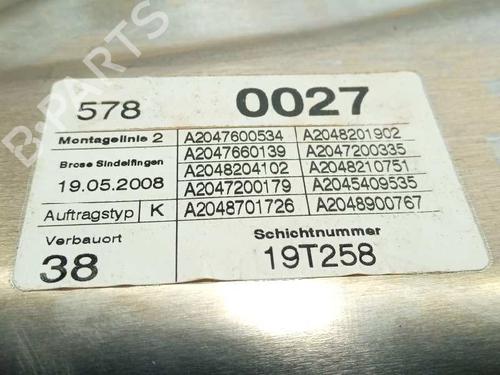 B-PARTS
578 0027
Montagelinie 2 A2047600534 A2048201902
Brose Sindelfingen A2047660139 A2047200335
19.05.2008 A2048204102 A2048210751
A2047200179 A2045409535
Auftragstyp K A2048701726 A2048900767
Verbauort Schichtnummer
38 19T258